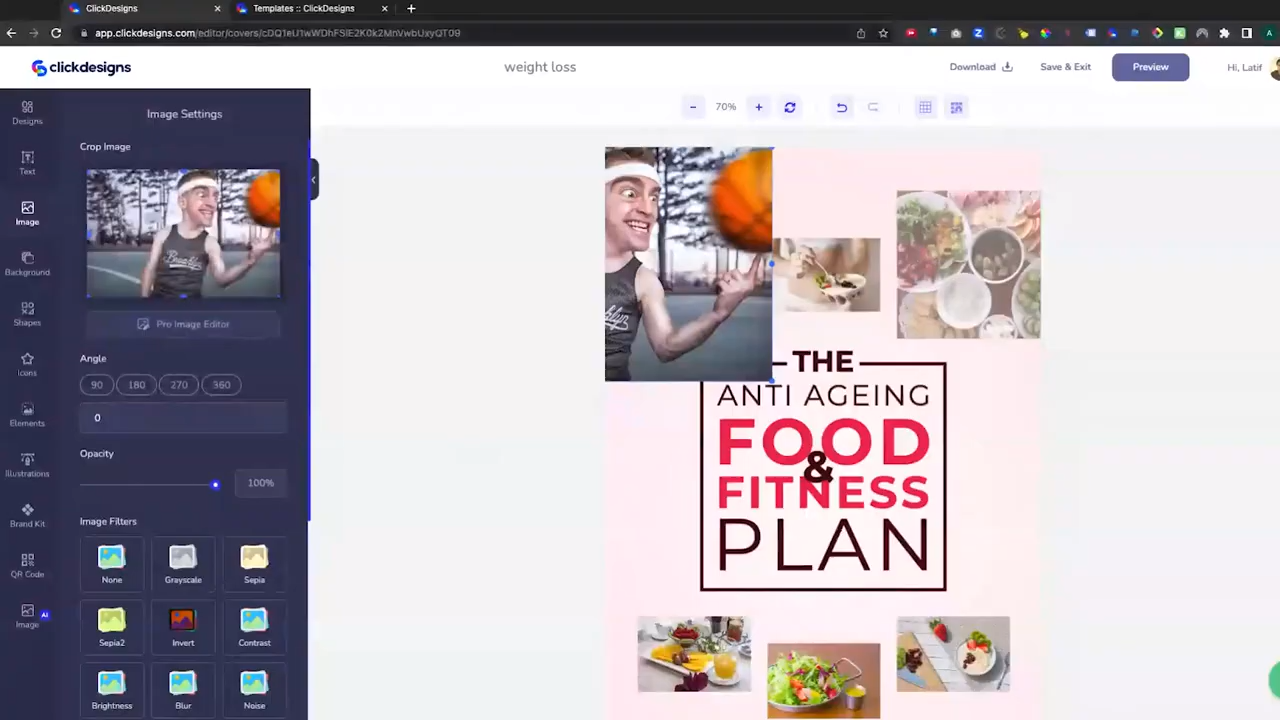 ClickDesigns
Templates :: ClickDesigns
app.clickdesigns.com/editor/covers/cDQ1eU1wWDhFSlE2K0k2MnVwbUxyQT09
clickdesigns
weight loss
Download
Save & Exit
Preview
Hi, Latif
Designs
Text
Image
Background
Shapes
Icons
Elements
Illustrations
Brand Kit
QR Code
Image
AI
Image Settings
Crop Image
Pro Image Editor
Angle
90
180
270
360
0
Opacity
100%
Image Filters
None
Grayscale
Sepia
Sepia2
Invert
Contrast
Brightness
Blur
Noise
70%
THE
ANTI AGEING
FOOD
&
FITNESS
PLAN